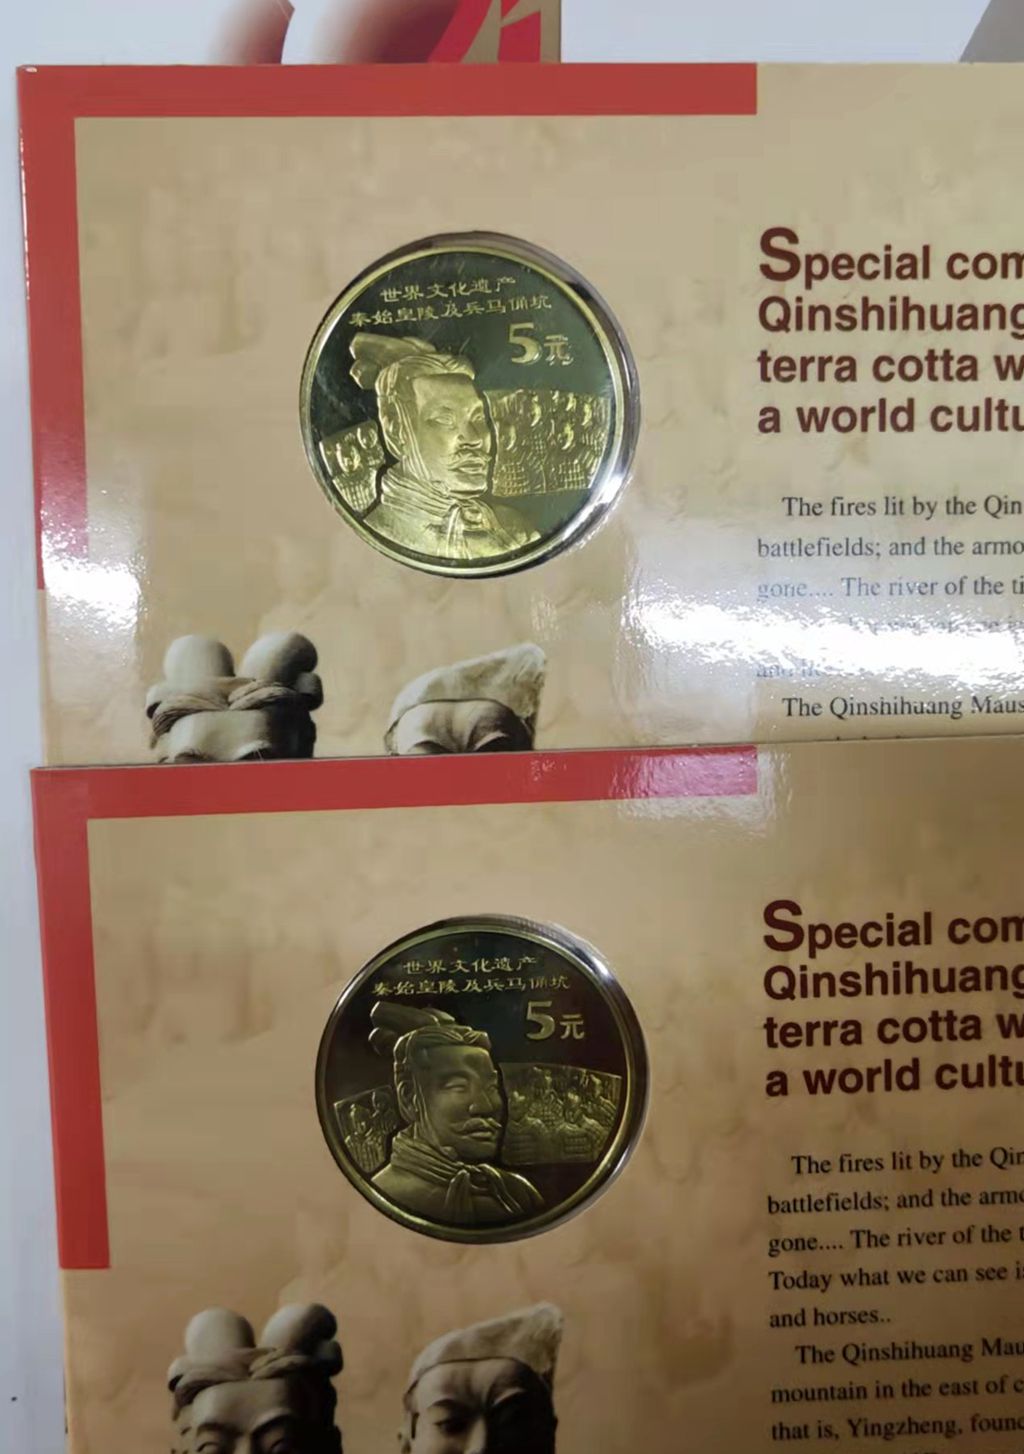 世界文化遗产
秦始皇陵及兵马俑坑
5元
Special com
Qinshihuang
terra cotta w
a world cultu
The fires lit by the Qin
battlefields; and the armo
gone.... The river of the ti
The Qinshihuang Maus
世界文化遗产
秦始皇陵及兵马俑坑
5元
Special com
Qinshihuang
terra cotta w
a world cultu
The fires lit by the Qin
battlefields; and the armo
gone.... The river of the t
Today what we can see is
and horses..
The Qinshihuang Mau
mountain in the east of c
that is, Yingzheng, found